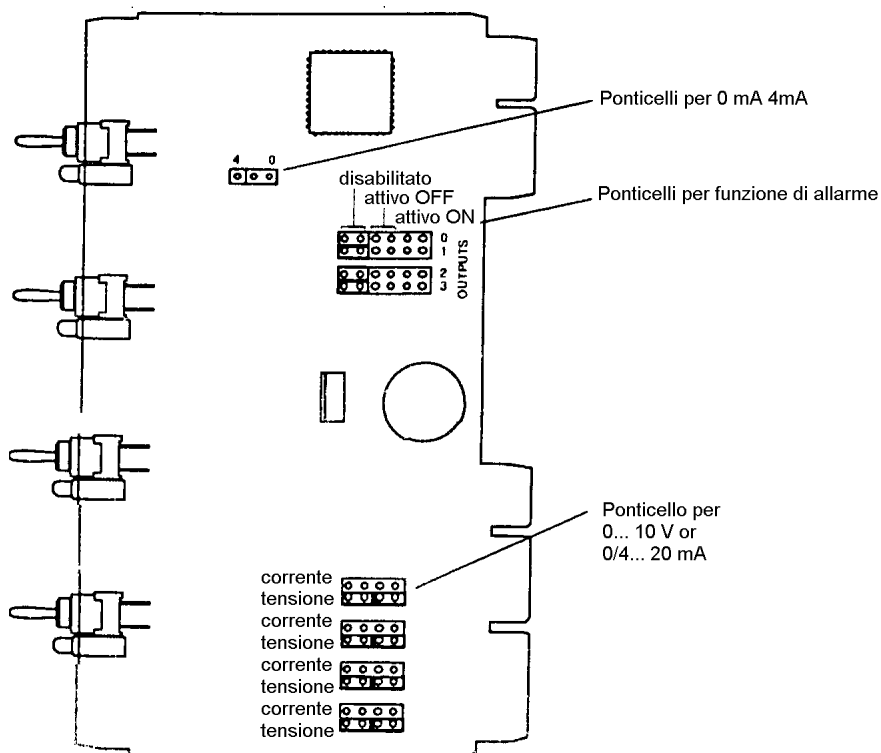 Ponticelli per 0 mA 4mA
4 0
disabilitato
attivo OFF
attivo ON
Ponticelli per funzione di allarme
0
1
2
3
OUTPUTS
Ponticello per
0... 10 V or
0/4... 20 mA
corrente
tensione
corrente
tensione
corrente
tensione
corrente
tensione